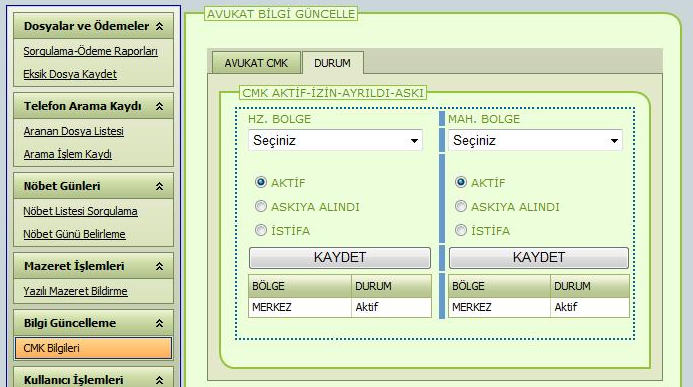 Dosyalar ve Ödemeler
Sorgulama-Ödeme Raporları
Eksik Dosya Kaydet
Telefon Arama Kaydı
Aranan Dosya Listesi
Arama İşlem Kaydı
Nöbet Günleri
Nöbet Listesi Sorgulama
Nöbet Günü Belirleme
Mazeret İşlemleri
Yazılı Mazeret Bildirme
Bilgi Güncelleme
CMK Bilgileri
Kullanıcı İşlemleri
AVUKAT BİLGİ GÜNCELLE
AVUKAT CMK
DURUM
CMK AKTİF-İZİN-AYRILDI-ASKI
HZ. BOLGE
Seçiniz
AKTİF
ASKIYA ALINDI
İSTİFA
KAYDET
BÖLGE DURUM
MERKEZ Aktif
MAH. BOLGE
Seçiniz
AKTİF
ASKIYA ALINDI
İSTİFA
KAYDET
BÖLGE DURUM
MERKEZ Aktif